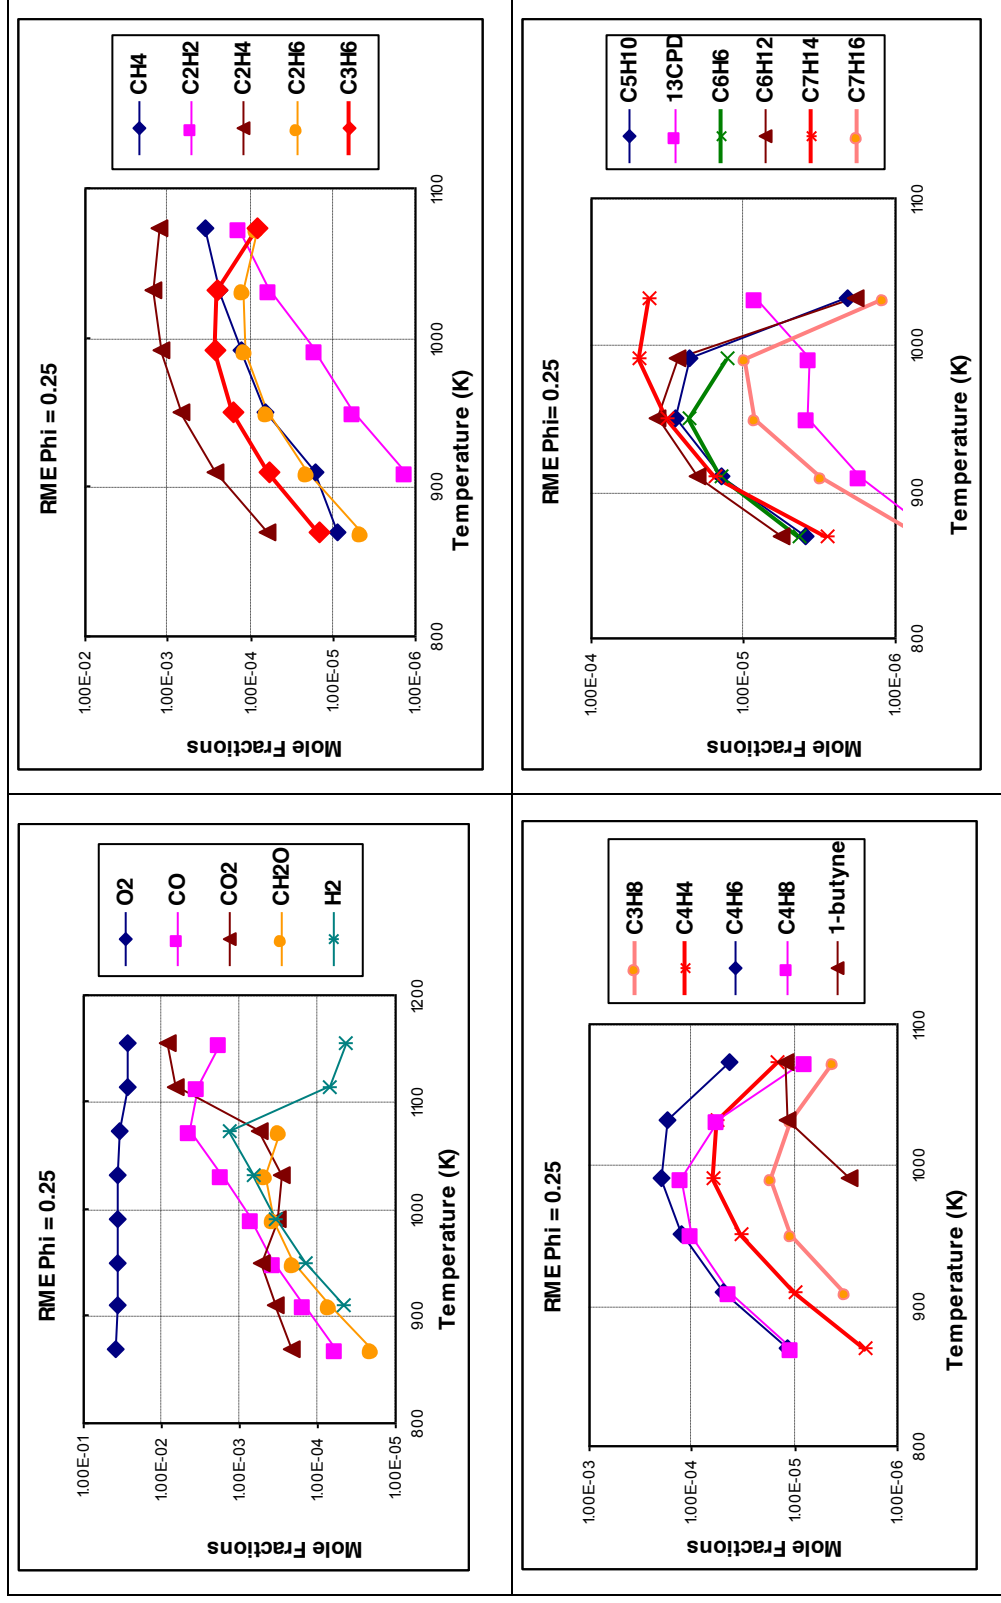 RME Phi = 0.25
1.00E-01
1.00E-02
1.00E-03
1.00E-04
1.00E-05
800
900
1000
1100
1200
Mole Fractions
Temperature (K)
O2
CO
CO2
CH2O
H2
RME Phi = 0.25
1.00E-02
1.00E-03
1.00E-04
1.00E-05
1.00E-06
800
900
1000
1100
Mole Fractions
Temperature (K)
CH4
C2H2
C2H4
C2H6
C3H6
RME Phi = 0.25
1.00E-03
1.00E-04
1.00E-05
1.00E-06
800
900
1000
1100
Mole Fractions
Temperature (K)
C3H8
C4H4
C4H6
C4H8
1-butyne
RME Phi= 0.25
1.00E-04
1.00E-05
1.00E-06
800
900
1000
1100
Mole Fractions
Temperature (K)
C5H10
13CPD
C6H6
C6H12
C7H14
C7H16